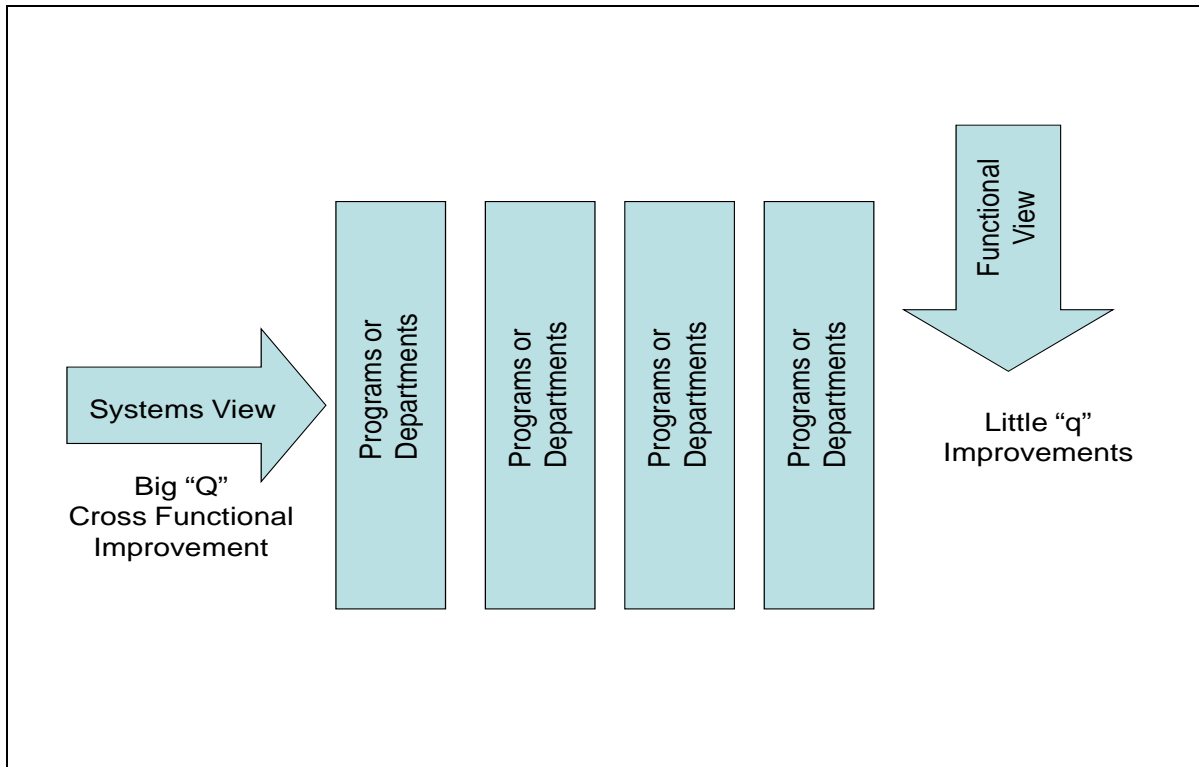 Systems View
Big “Q”
Cross Functional
Improvement
Programs or
Departments
Programs or
Departments
Programs or
Departments
Programs or
Departments
Functional
View
Little “q”
Improvements